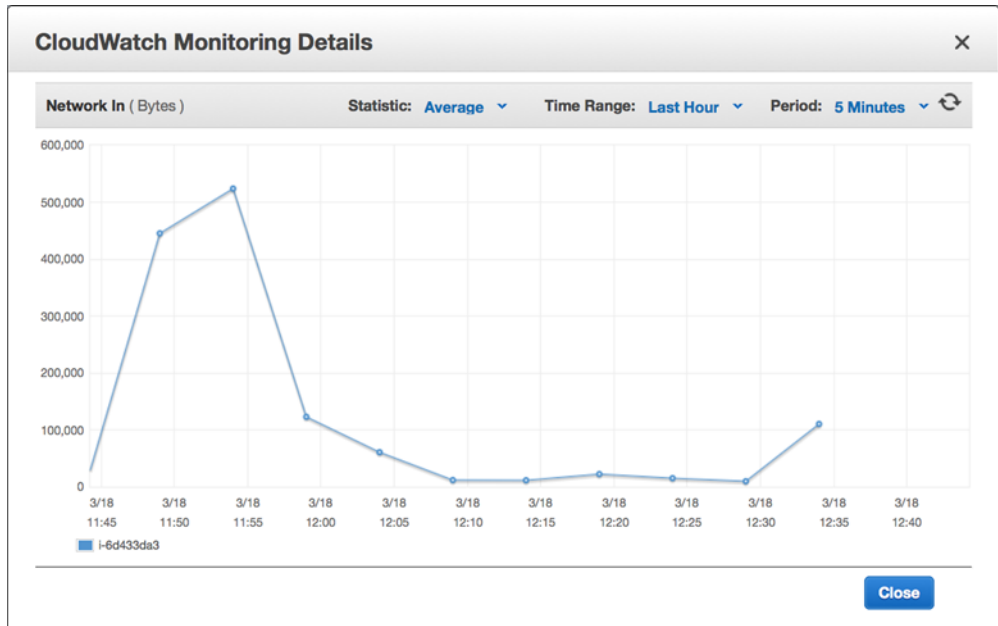 CloudWatch Monitoring Details ×
Network In ( Bytes ) Statistic: Average Time Range: Last Hour Period: 5 Minutes
600,000
500,000
400,000
300,000
200,000
100,000
0
3/18 3/18 3/18 3/18 3/18 3/18 3/18 3/18 3/18 3/18 3/18 3/18
11:45 11:50 11:55 12:00 12:05 12:10 12:15 12:20 12:25 12:30 12:35 12:40
i-6d433da3
Close